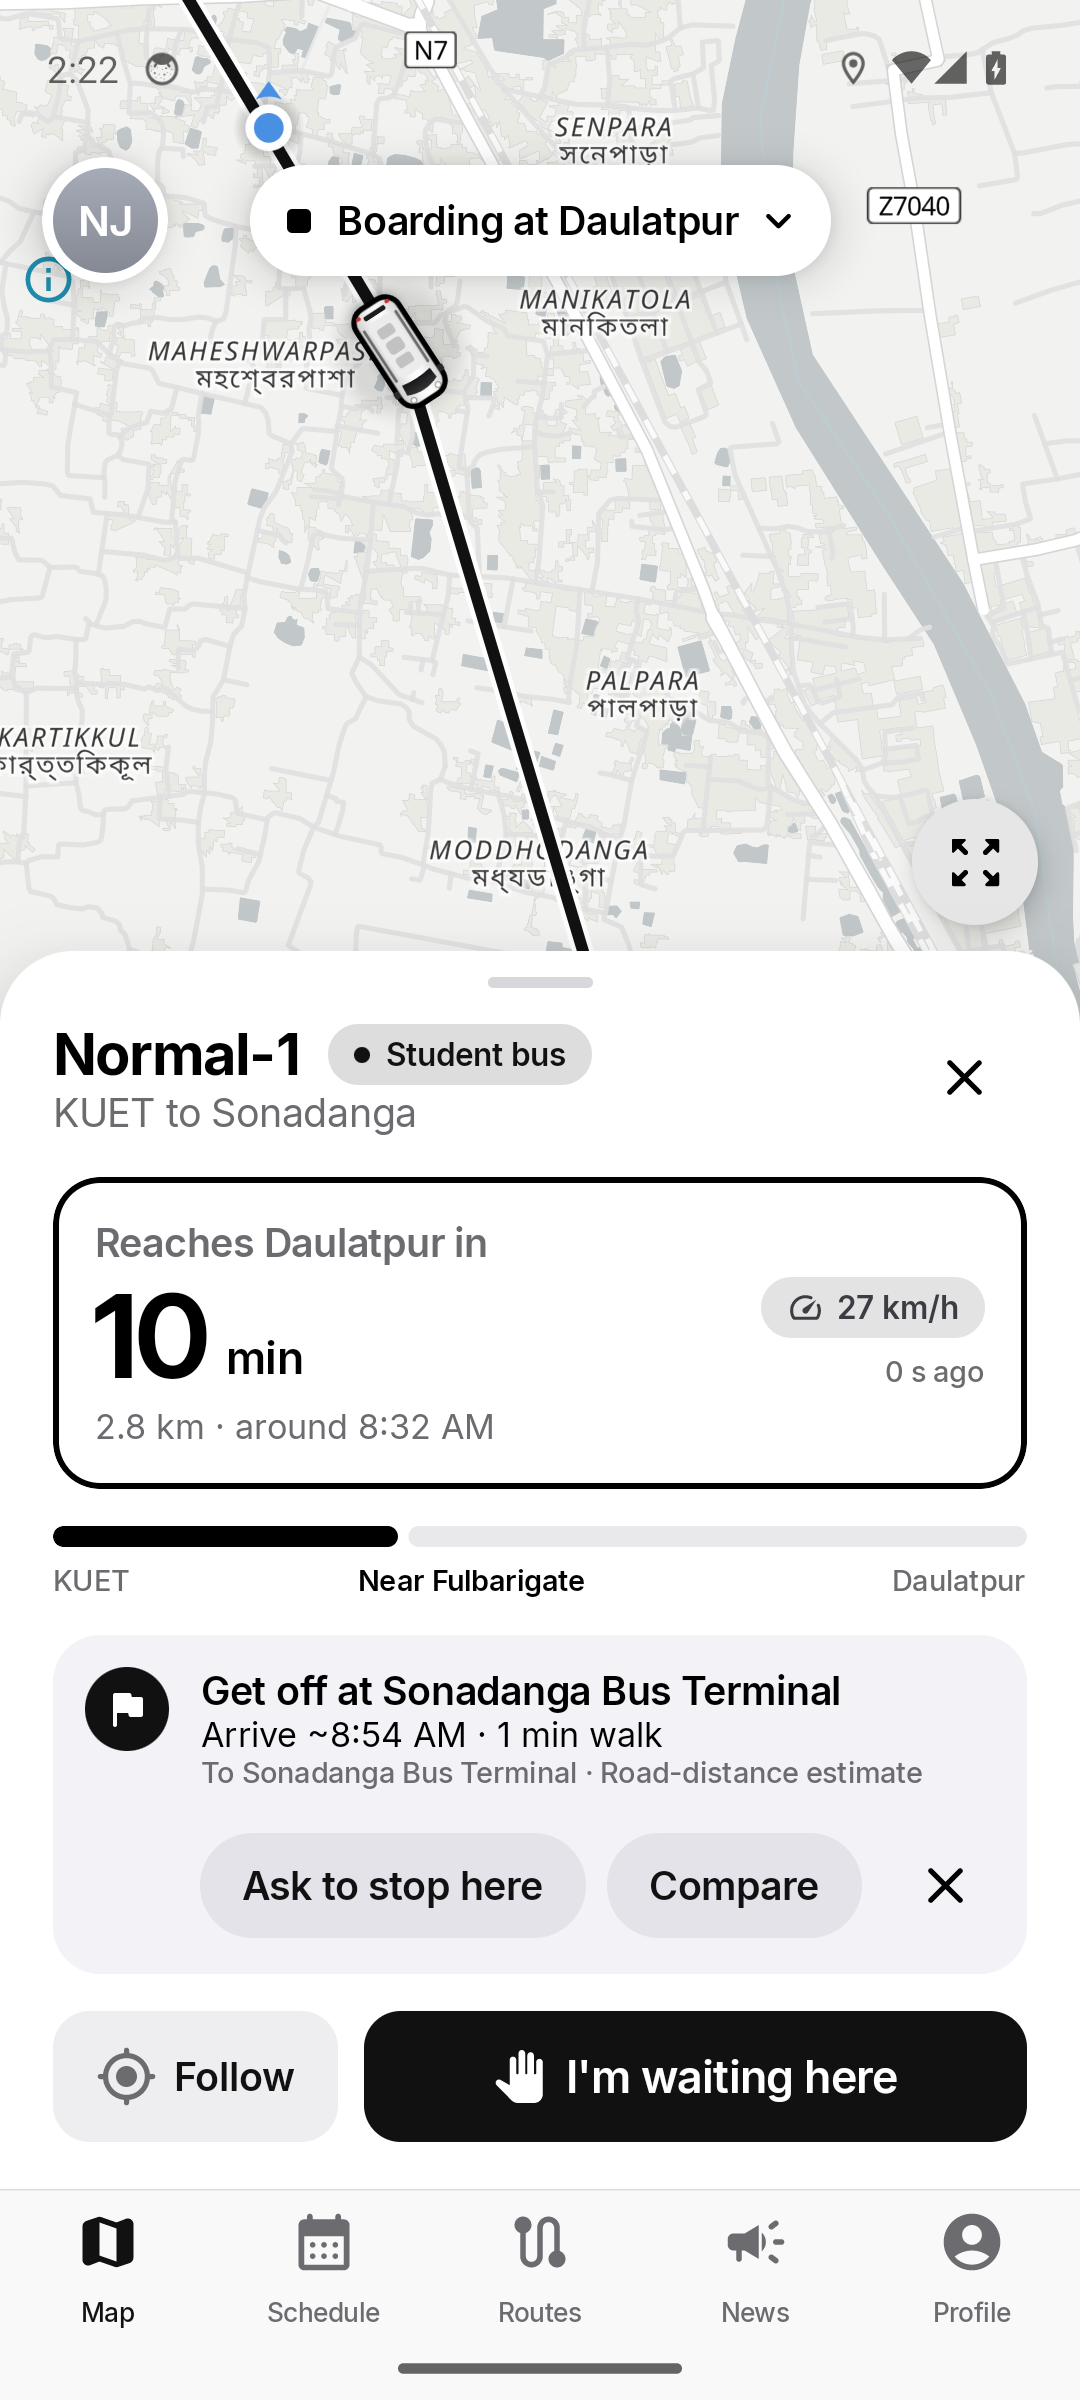 2:22
N7
SENPARA
সেনপাড়া
NJ
Boarding at Daulatpur
Z7040
MANIKATOLA
মানিকতলা
মহেশ্বরপাশা
PALPARA
পালপাড়া
KARTIKKUL
MODDHODANGA
Normal-1
Student bus
KUET to Sonadanga
Reaches Daulatpur in
10 min
27 km/h
0 s ago
2.8 km · around 8:32 AM
KUET
Near Fulbarigate
Daulatpur
Get off at Sonadanga Bus Terminal
Arrive ~8:54 AM · 1 min walk
To Sonadanga Bus Terminal · Road-distance estimate
Ask to stop here
Compare
Follow
I'm waiting here
Map
Schedule
Routes
News
Profile